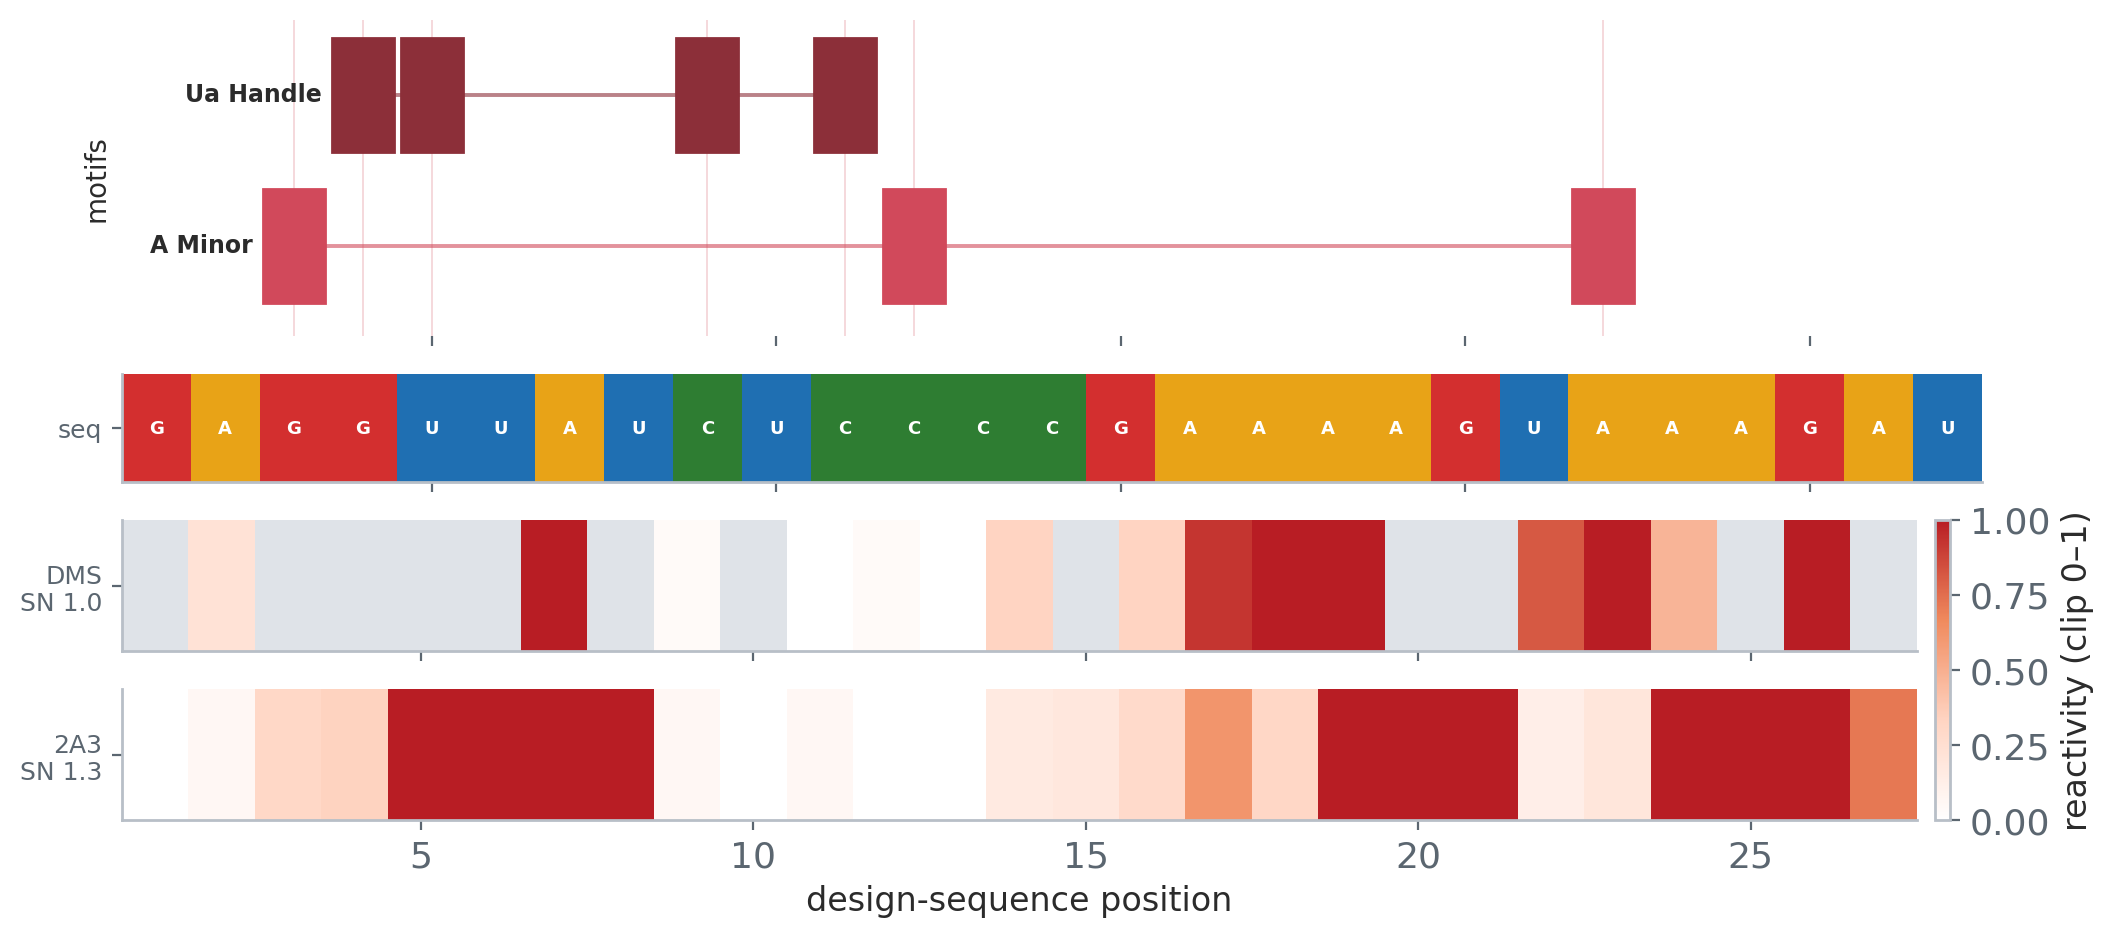 motifs
Ua Handle
A Minor
seq
G A G G U U A U C U C C C C G A A A A G U A A A G A U
DMS
SN 1.0
2A3
SN 1.3
1.00
0.75
0.50
0.25
0.00
reactivity (clip 0–1)
5 10 15 20 25
design-sequence position